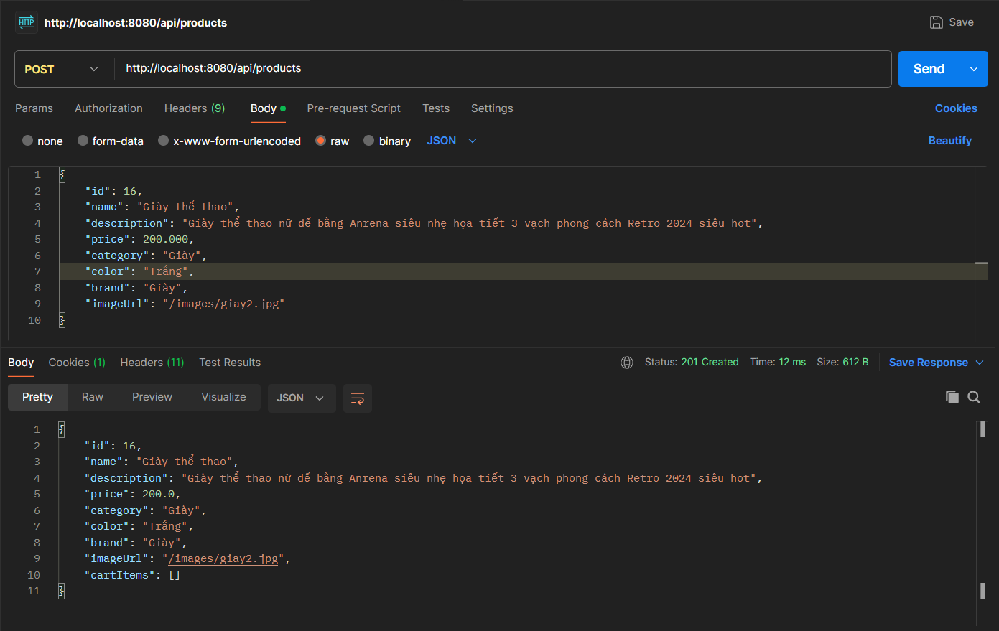 HTTP http://localhost:8080/api/products Save
POST http://localhost:8080/api/products Send
Params Authorization Headers (9) Body Pre-request Script Tests Settings Cookies
none form-data x-www-form-urlencoded raw binary JSON Beautify
1 {
2 "id": 16,
3 "name": "Giày thể thao",
4 "description": "Giày thể thao nữ đế bằng Anrena siêu nhẹ họa tiết 3 vạch phong cách Retro 2024 siêu hot",
5 "price": 200.000,
6 "category": "Giày",
7 "color": "Trắng",
8 "brand": "Giày",
9 "imageUrl": "/images/giay2.jpg"
10 }
Body Cookies (1) Headers (11) Test Results Status: 201 Created Time: 12 ms Size: 612 B Save Response
Pretty Raw Preview Visualize JSON
1 {
2 "id": 16,
3 "name": "Giày thể thao",
4 "description": "Giày thể thao nữ đế bằng Anrena siêu nhẹ họa tiết 3 vạch phong cách Retro 2024 siêu hot",
5 "price": 200.0,
6 "category": "Giày",
7 "color": "Trắng",
8 "brand": "Giày",
9 "imageUrl": "/images/giay2.jpg",
10 "cartItems": []
11 }